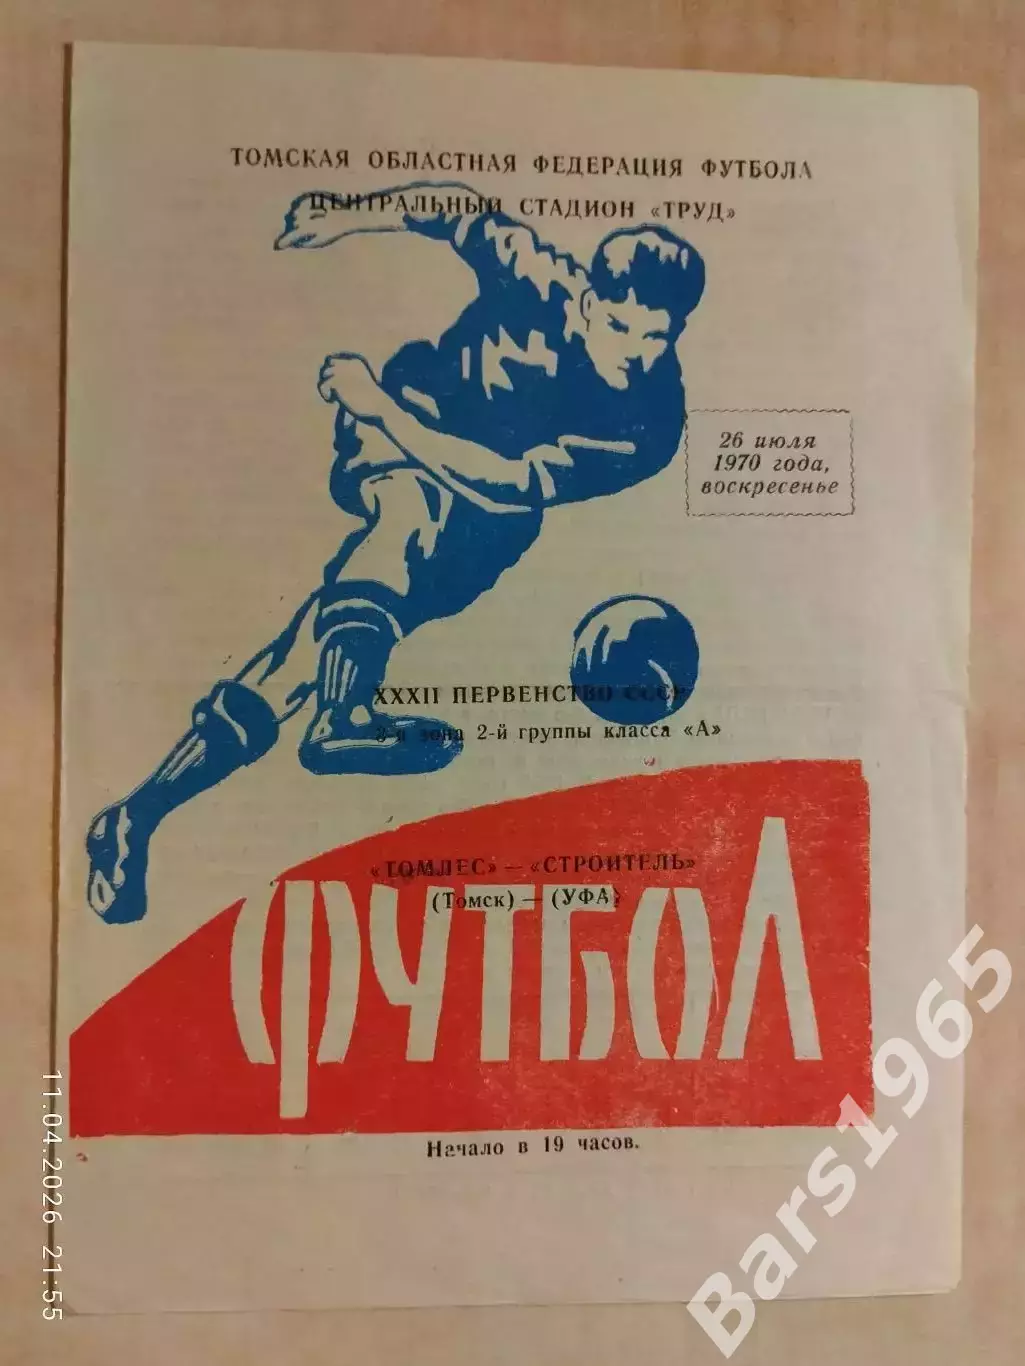 ТОМСКАЯ ОБЛАСТНАЯ ФЕДЕРАЦИЯ ФУТБОЛА
ЦЕНТРАЛЬНЫЙ СТАДИОН «ТРУД»
26 июля
1970 года,
воскресенье
XXXII ПЕРВЕНСТВО СССР
3-я зона 2-й группы класса «А»
«ТОМЛЕС» — «СТРОИТЕЛЬ»
(Томск) — (УФА)
ФУТБОЛ
Начало в 19 часов.
11.04.2026 21:55
Bars1965